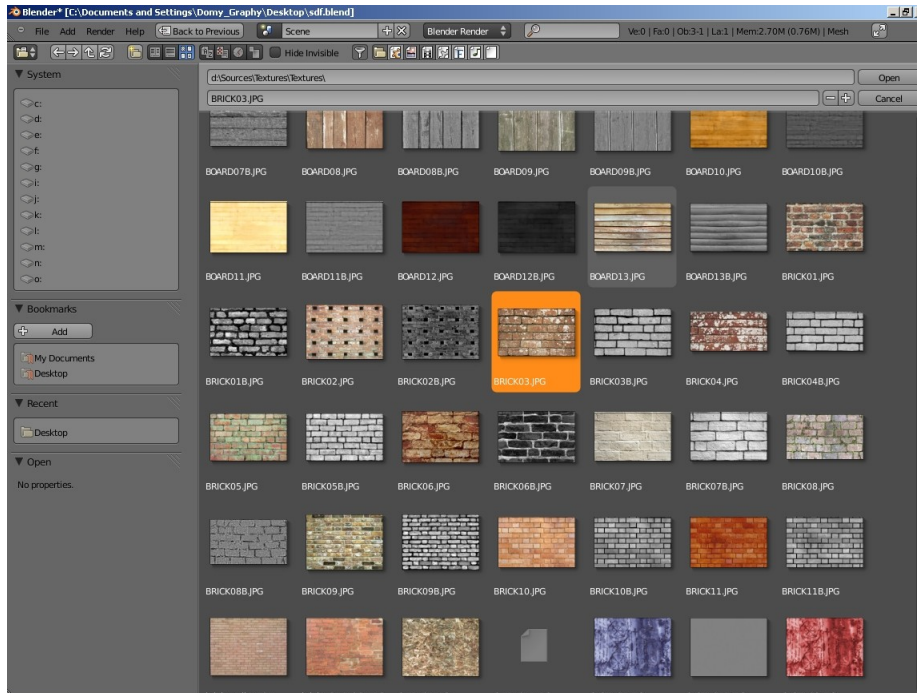 Blender* [C:\Documents and Settings\Domy_Graphy\Desktop\sdf.blend]
File Add Render Help Back to Previous Scene Blender Render Ve:0 | Fa:0 | Ob:3-1 | La:1 | Mem:2.70M (0.76M) | Mesh
Hide Invisible
System
c:
d:
e:
f:
g:
i:
j:
k:
l:
m:
n:
o:
Bookmarks
Add
My Documents
Desktop
Recent
Desktop
Open
No properties.
d:\Sources\Textures\Textures\ Open
BRICK03.JPG Cancel
BOARD07B.JPG BOARD08.JPG BOARD08B.JPG BOARD09.JPG BOARD09B.JPG BOARD10.JPG BOARD10B.JPG
BOARD11.JPG BOARD11B.JPG BOARD12.JPG BOARD12B.JPG BOARD13.JPG BOARD13B.JPG BRICK01.JPG
BRICK01B.JPG BRICK02.JPG BRICK02B.JPG BRICK03.JPG BRICK03B.JPG BRICK04.JPG BRICK04B.JPG
BRICK05.JPG BRICK05B.JPG BRICK06.JPG BRICK06B.JPG BRICK07.JPG BRICK07B.JPG BRICK08.JPG
BRICK08B.JPG BRICK09.JPG BRICK09B.JPG BRICK10.JPG BRICK10B.JPG BRICK11.JPG BRICK11B.JPG